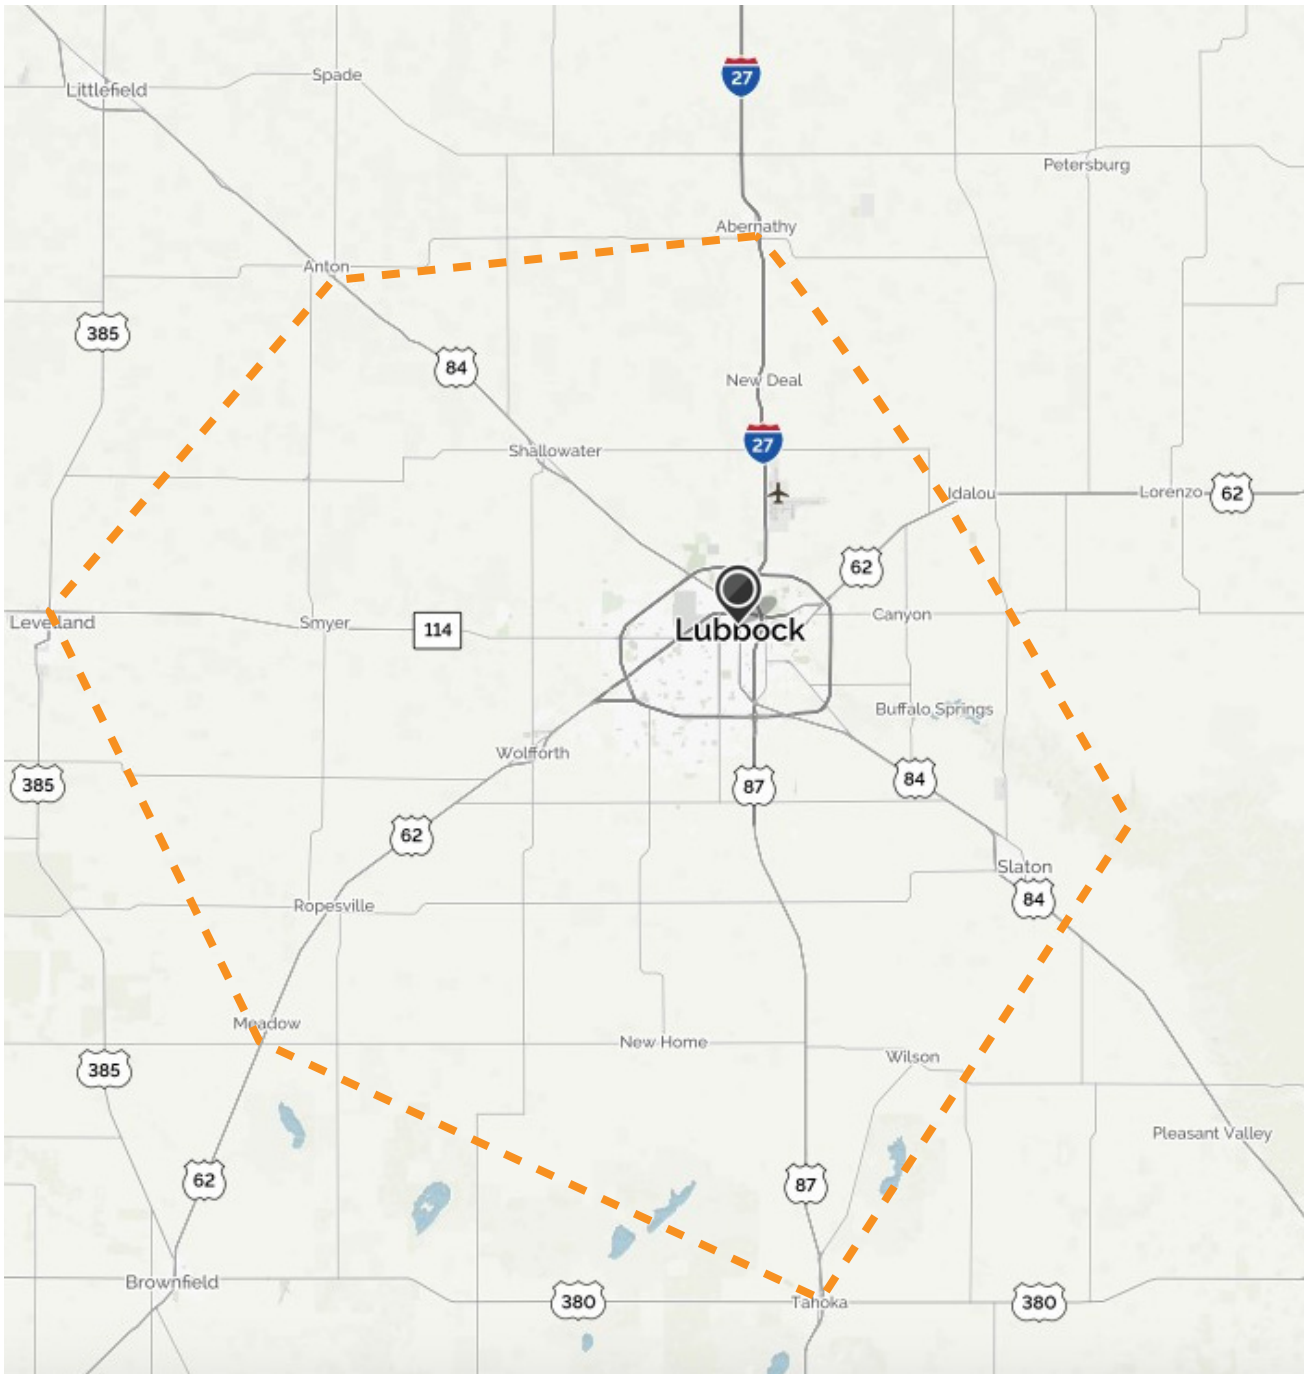 27
Spade
Littlefield
Petersburg
Abernathy
Anton
385
84
New Deal
27
Shallowater
Idalou
Lorenzo
62
62
Levelland
Smyer
114
Canyon
Lubbock
Buffalo Springs
Wolfforth
385
87
84
62
Slaton
84
Ropesville
Meadow
New Home
Wilson
385
Pleasant Valley
62
87
Brownfield
380
Tahoka
380